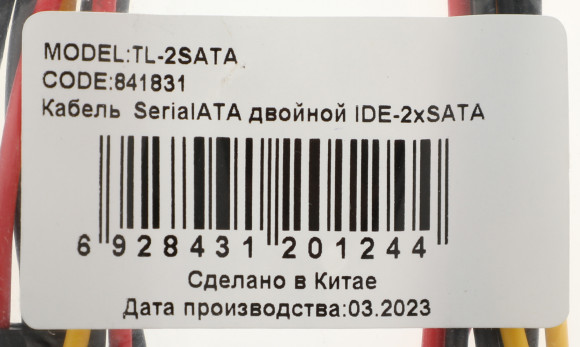 MODEL:TL-2SATA
CODE:841831
Кабель SerialATA двойной IDE-2xSATA
6 928431 201244
Сделано в Китае
Дата производства:03.2023